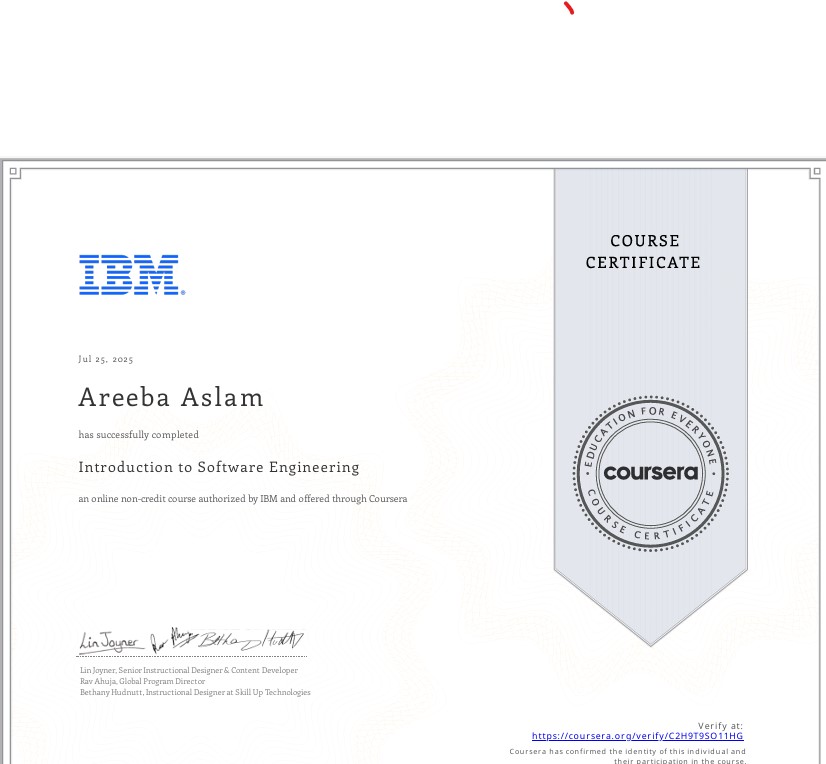 COURSE
CERTIFICATE
IBM®
Jul 25, 2025
Areeba Aslam
has successfully completed
Introduction to Software Engineering
an online non-credit course authorized by IBM and offered through Coursera
EDUCATION FOR EVERYONE
coursera
COURSE CERTIFICATE
Lin Joyner
Lin Joyner, Senior Instructional Designer & Content Developer
Rav Ahuja, Global Program Director
Bethany Hudnutt, Instructional Designer at Skill Up Technologies
Verify at:
https://coursera.org/verify/C2H9T9SO11HG
Coursera has confirmed the identity of this individual and
their participation in the course.